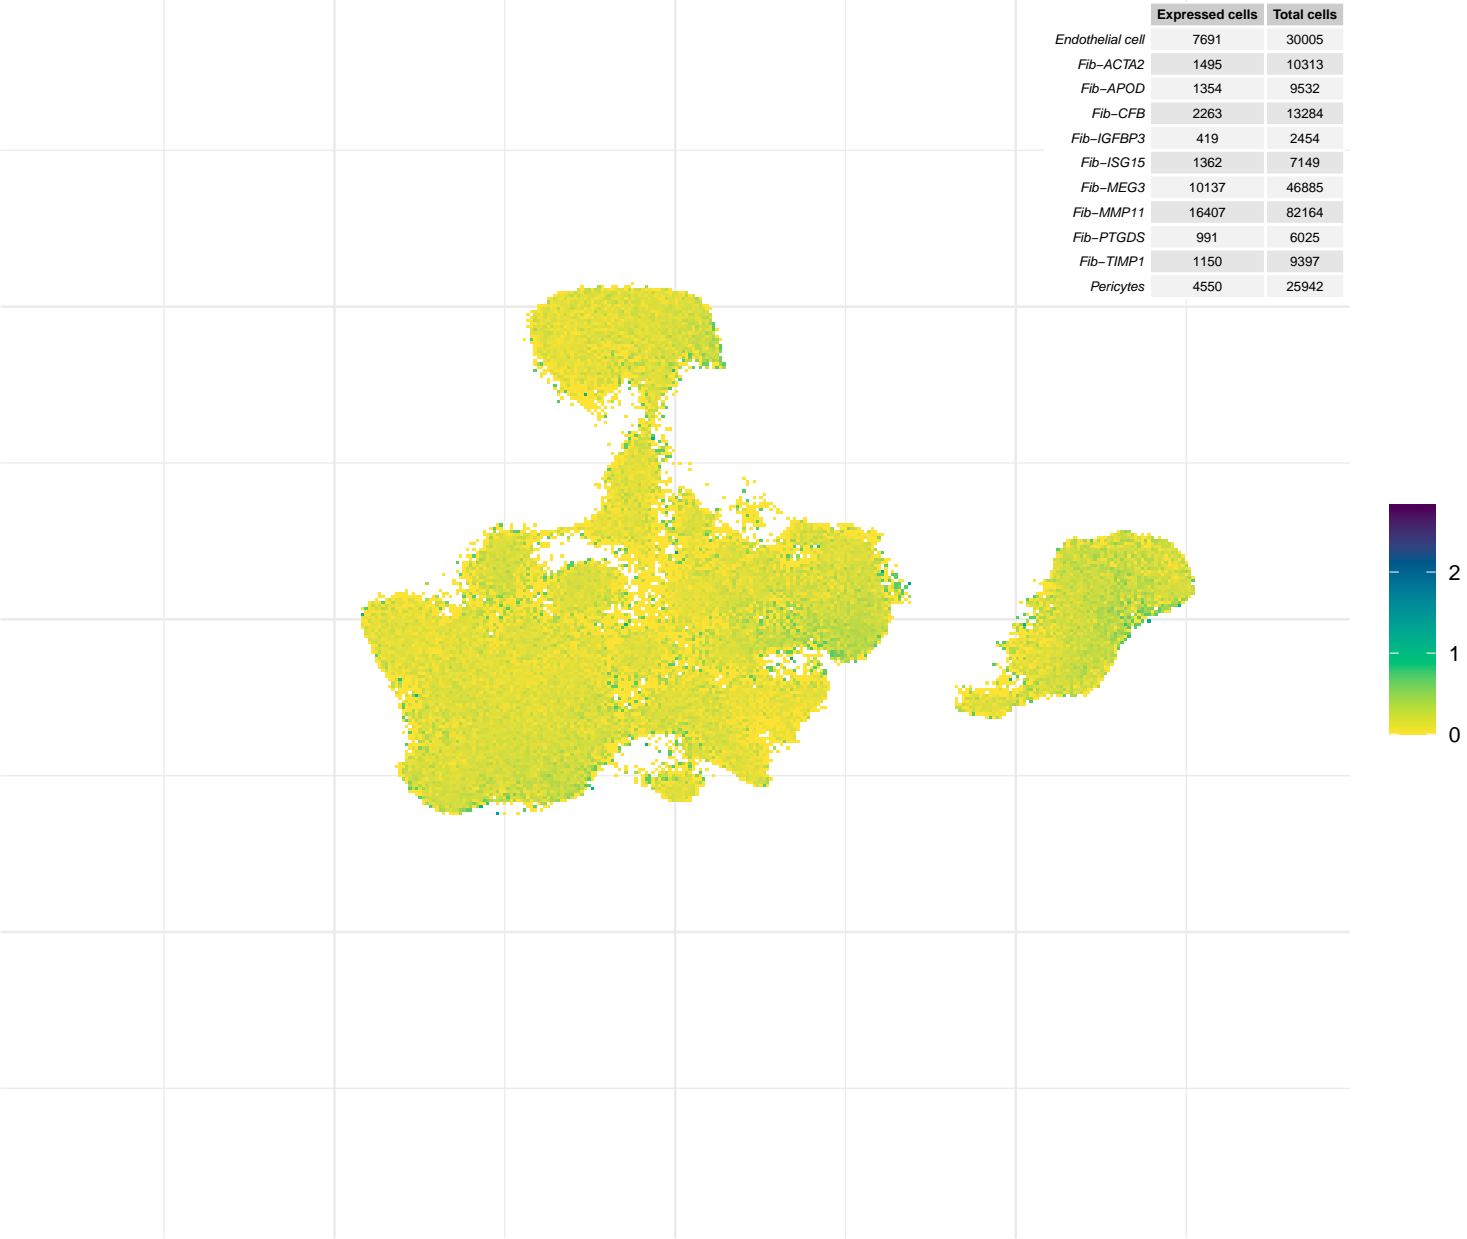 Expressed cells Total cells
Endothelial cell 7691 30005
Fib−ACTA2 1495 10313
Fib−APOD 1354 9532
Fib−CFB 2263 13284
Fib−IGFBP3 419 2454
Fib−ISG15 1362 7149
Fib−MEG3 10137 46885
Fib−MMP11 16407 82164
Fib−PTGDS 991 6025
Fib−TIMP1 1150 9397
Pericytes 4550 25942
2
1
0